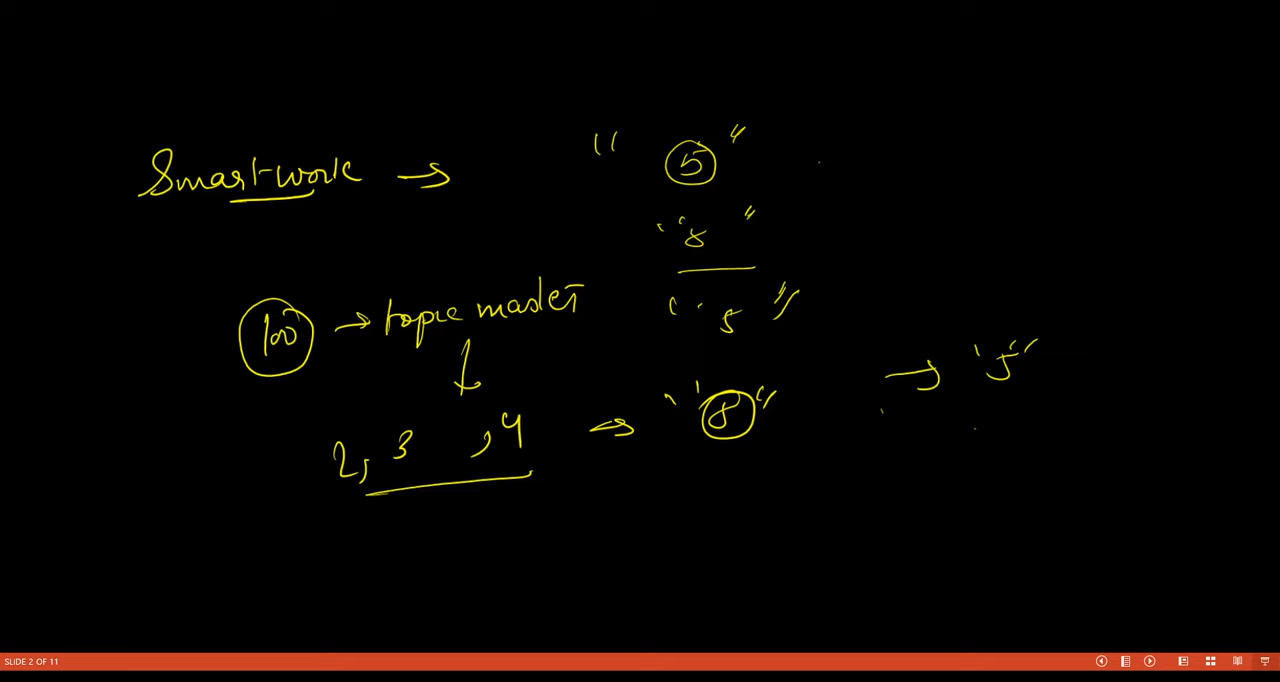 Smart work → " 5 "
" 8 "
100 → topic master " 5 "
2, 3 , 4 → " 8 " → " 5 "
SLIDE 2 OF 11